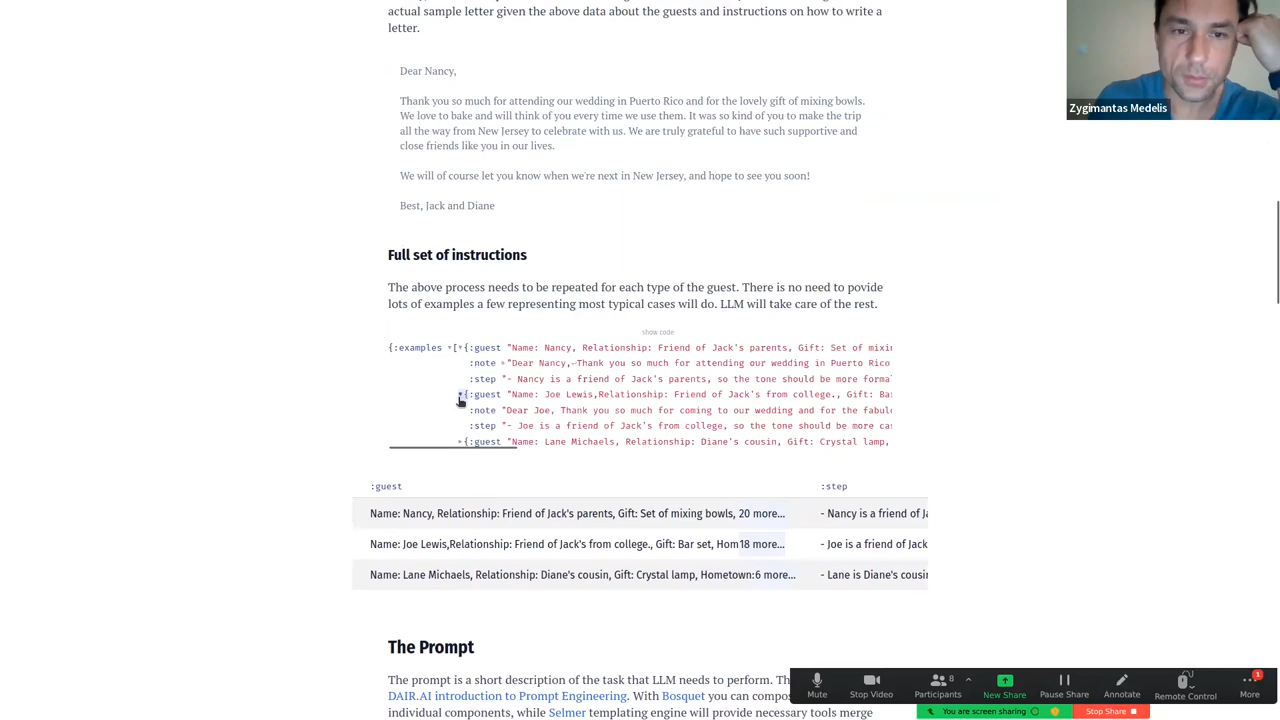 actual sample letter given the above data about the guests and instructions on how to write a
letter.
Dear Nancy,
Thank you so much for attending our wedding in Puerto Rico and for the lovely gift of mixing bowls.
We love to bake and will think of you every time we use them. It was so kind of you to make the trip
all the way from New Jersey to celebrate with us. We are truly grateful to have such supportive and
close friends like you in our lives.
We will of course let you know when we're next in New Jersey, and hope to see you soon!
Best, Jack and Diane
Full set of instructions
The above process needs to be repeated for each type of the guest. There is no need to povide
lots of examples a few representing most typical cases will do. LLM will take care of the rest.
show code
{:examples [{:guest "Name: Nancy, Relationship: Friend of Jack's parents, Gift: Set of mixin
:note "Dear Nancy,↩Thank you so much for attending our wedding in Puerto Rico
:step "- Nancy is a friend of Jack's parents, so the tone should be more forma
{:guest "Name: Joe Lewis,Relationship: Friend of Jack's from college., Gift: Ba
:note "Dear Joe, Thank you so much for coming to our wedding and for the fabul
:step "- Joe is a friend of Jack's from college, so the tone should be more cas
{:guest "Name: Lane Michaels, Relationship: Diane's cousin, Gift: Crystal lamp,
:guest :step
Name: Nancy, Relationship: Friend of Jack's parents, Gift: Set of mixing bowls, 20 more... - Nancy is a friend of Ja
Name: Joe Lewis,Relationship: Friend of Jack's from college., Gift: Bar set, Hom18 more... - Joe is a friend of Jack
Name: Lane Michaels, Relationship: Diane's cousin, Gift: Crystal lamp, Hometown:6 more... - Lane is Diane's cousi
The Prompt
The prompt is a short description of the task that LLM needs to perform. Th
DAIR.AI introduction to Prompt Engineering. With Bosquet you can compos
individual components, while Selmer templating engine will provide necessary tools merge
Zygimantas Medelis
8
1
Mute Stop Video Participants New Share Pause Share Annotate Remote Control More
You are screen sharing Stop Share